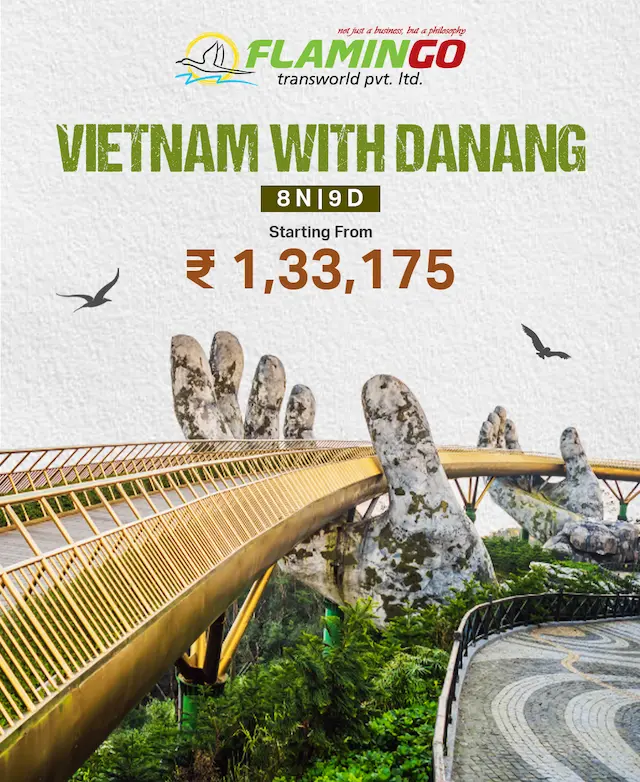 not just a business, but a philosophy
FLAMINGO
transworld pvt. ltd.
VIETNAM WITH DANANG
8N|9D
Starting From
₹ 1,33,175